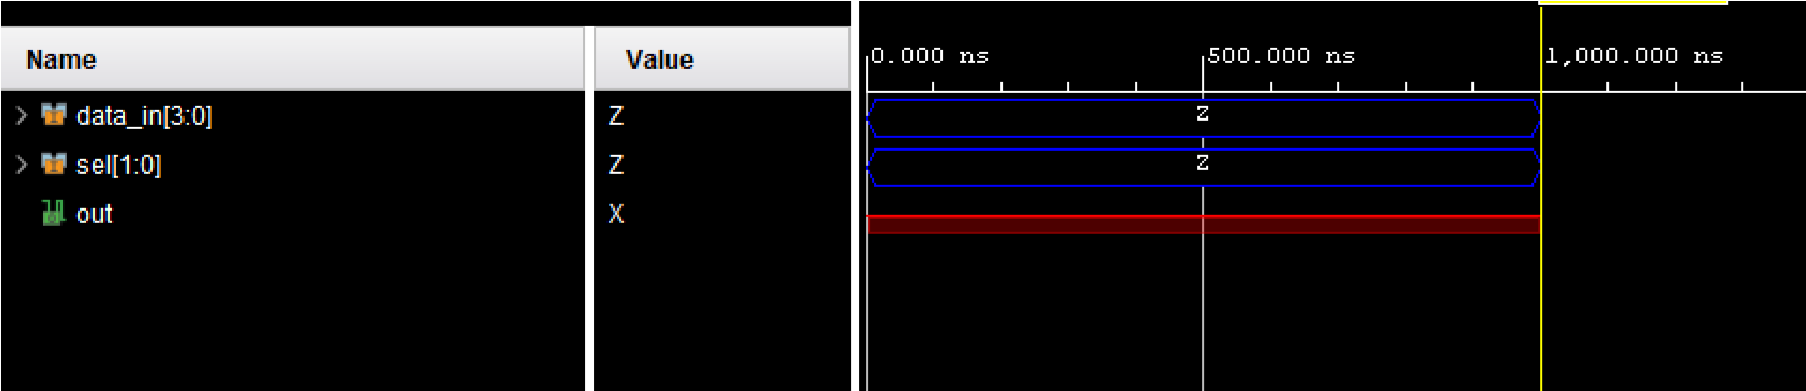 Name Value 0.000 ns 500.000 ns 1,000.000 ns
data_in[3:0] Z Z
sel[1:0] Z Z
out X